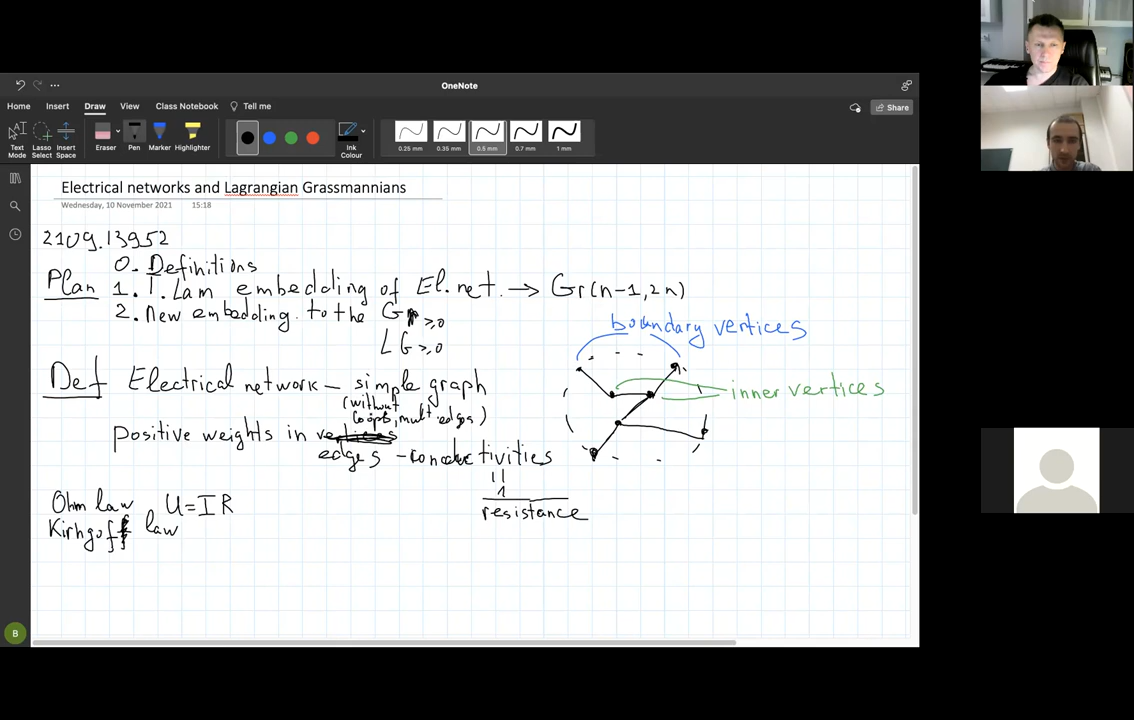 OneNote
Home Insert Draw View Class Notebook Tell me
Share
Text Mode
Lasso Select
Insert Space
Eraser
Pen
Marker
Highlighter
Ink Colour
0.25 mm
0.35 mm
0.5 mm
0.7 mm
1 mm
Electrical networks and Lagrangian Grassmannians
Wednesday, 10 November 2021 15:18
2109.13952
0. Definitions
Plan 1. T. Lam embedding of El. net. → Gr(n-1,2n)
2. New embedding to the Gr≥0
LG≥0
boundary vertices
Def Electrical network – simple graph
(without loops, mult edges)
inner vertices
positive weights in
edges – conductivities
=
1
resistance
Ohm law U=IR
Kirhgoff law
B